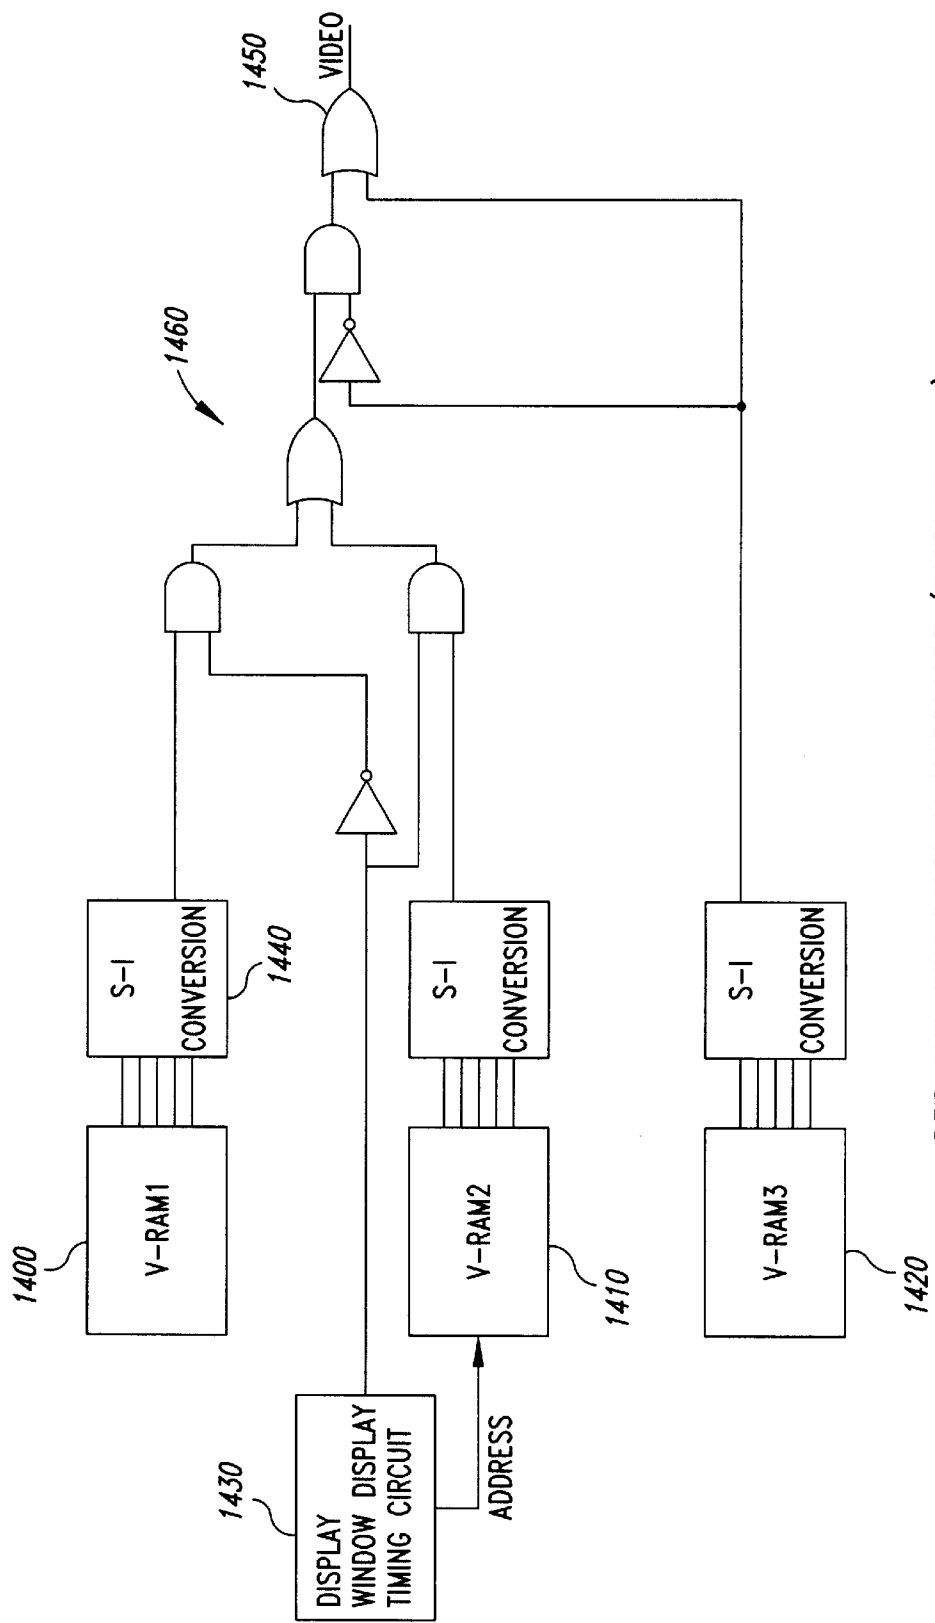 1400
V-RAM1
S-I
CONVERSION
1440
1460
1450
VIDEO
1430
DISPLAY
WINDOW DISPLAY
TIMING CIRCUIT
ADDRESS
V-RAM2
1410
S-I
CONVERSION
V-RAM3
1420
S-I
CONVERSION